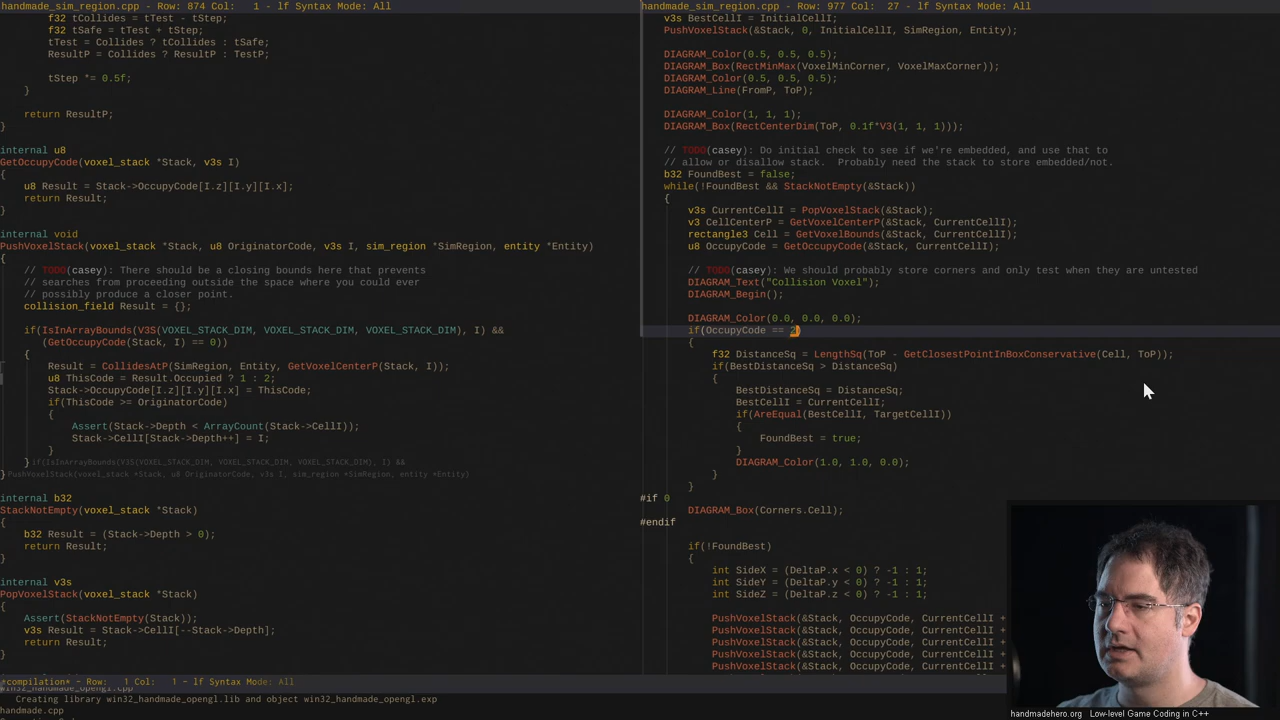 handmade_sim_region.cpp - Row: 874 Col:   1 - lf Syntax Mode: All
        f32 tCollides = tTest - tStep;
        f32 tSafe = tTest + tStep;
        tTest = Collides ? tCollides : tSafe;
        ResultP = Collides ? ResultP : TestP;

        tStep *= 0.5f;
    }

    return ResultP;
}

internal u8
GetOccupyCode(voxel_stack *Stack, v3s I)
{
    u8 Result = Stack->OccupyCode[I.z][I.y][I.x];
    return Result;
}

internal void
PushVoxelStack(voxel_stack *Stack, u8 OriginatorCode, v3s I, sim_region *SimRegion, entity *Entity)
{
    // TODO(casey): There should be a closing bounds here that prevents
    // searches from proceeding outside the space where you could ever
    // possibly produce a closer point.
    collision_field Result = {};

    if(IsInArrayBounds(V3S(VOXEL_STACK_DIM, VOXEL_STACK_DIM, VOXEL_STACK_DIM), I) &&
       (GetOccupyCode(Stack, I) == 0))
    {
        Result = CollidesAtP(SimRegion, Entity, GetVoxelCenterP(Stack, I));
        u8 ThisCode = Result.Occupied ? 1 : 2;
        Stack->OccupyCode[I.z][I.y][I.x] = ThisCode;
        if(ThisCode >= OriginatorCode)
        {
            Assert(Stack->Depth < ArrayCount(Stack->CellI));
            Stack->CellI[Stack->Depth++] = I;
        }
    }if(IsInArrayBounds(V3S(VOXEL_STACK_DIM, VOXEL_STACK_DIM, VOXEL_STACK_DIM), I) &&
}PushVoxelStack(voxel_stack *Stack, u8 OriginatorCode, v3s I, sim_region *SimRegion, entity *Entity)

internal b32
StackNotEmpty(voxel_stack *Stack)
{
    b32 Result = (Stack->Depth > 0);
    return Result;
}

internal v3s
PopVoxelStack(voxel_stack *Stack)
{
    Assert(StackNotEmpty(Stack));
    v3s Result = Stack->CellI[--Stack->Depth];
    return Result;
}
handmade_sim_region.cpp - Row: 977 Col:  27 - lf Syntax Mode: All
    v3s BestCellI = InitialCellI;
    PushVoxelStack(&Stack, 0, InitialCellI, SimRegion, Entity);

    DIAGRAM_Color(0.5, 0.5, 0.5);
    DIAGRAM_Box(RectMinMax(VoxelMinCorner, VoxelMaxCorner));
    DIAGRAM_Color(0.5, 0.5, 0.5);
    DIAGRAM_Line(FromP, ToP);

    DIAGRAM_Color(1, 1, 1);
    DIAGRAM_Box(RectCenterDim(ToP, 0.1f*V3(1, 1, 1)));

    // TODO(casey): Do initial check to see if we're embedded, and use that to
    // allow or disallow stack.  Probably need the stack to store embedded/not.
    b32 FoundBest = false;
    while(!FoundBest && StackNotEmpty(&Stack))
    {
        v3s CurrentCellI = PopVoxelStack(&Stack);
        v3 CellCenterP = GetVoxelCenterP(&Stack, CurrentCellI);
        rectangle3 Cell = GetVoxelBounds(&Stack, CurrentCellI);
        u8 OccupyCode = GetOccupyCode(&Stack, CurrentCellI);

        // TODO(casey): We should probably store corners and only test when they are untested
        DIAGRAM_Text("Collision Voxel");
        DIAGRAM_Begin();

        DIAGRAM_Color(0.0, 0.0, 0.0);
        if(OccupyCode == 2)
        {
            f32 DistanceSq = LengthSq(ToP - GetClosestPointInBoxConservative(Cell, ToP));
            if(BestDistanceSq > DistanceSq)
            {
                BestDistanceSq = DistanceSq;
                BestCellI = CurrentCellI;
                if(AreEqual(BestCellI, TargetCellI))
                {
                    FoundBest = true;
                }
                DIAGRAM_Color(1.0, 1.0, 0.0);
            }
        }
#if 0
        DIAGRAM_Box(Corners.Cell);
#endif

        if(!FoundBest)
        {
            int SideX = (DeltaP.x < 0) ? -1 : 1;
            int SideY = (DeltaP.y < 0) ? -1 : 1;
            int SideZ = (DeltaP.z < 0) ? -1 : 1;

            PushVoxelStack(&Stack, OccupyCode, CurrentCellI +
            PushVoxelStack(&Stack, OccupyCode, CurrentCellI +
            PushVoxelStack(&Stack, OccupyCode, CurrentCellI +
            PushVoxelStack(&Stack, OccupyCode, CurrentCellI +
            PushVoxelStack(&Stack, OccupyCode, CurrentCellI +
*compilation* - Row:   1 Col:   1 - lf Syntax Mode: All
win32_handmade_opengl.cpp
   Creating library win32_handmade_opengl.lib and object win32_handmade_opengl.exp
handmade.cpp
handmadehero.org   Low-level Game Coding in C++